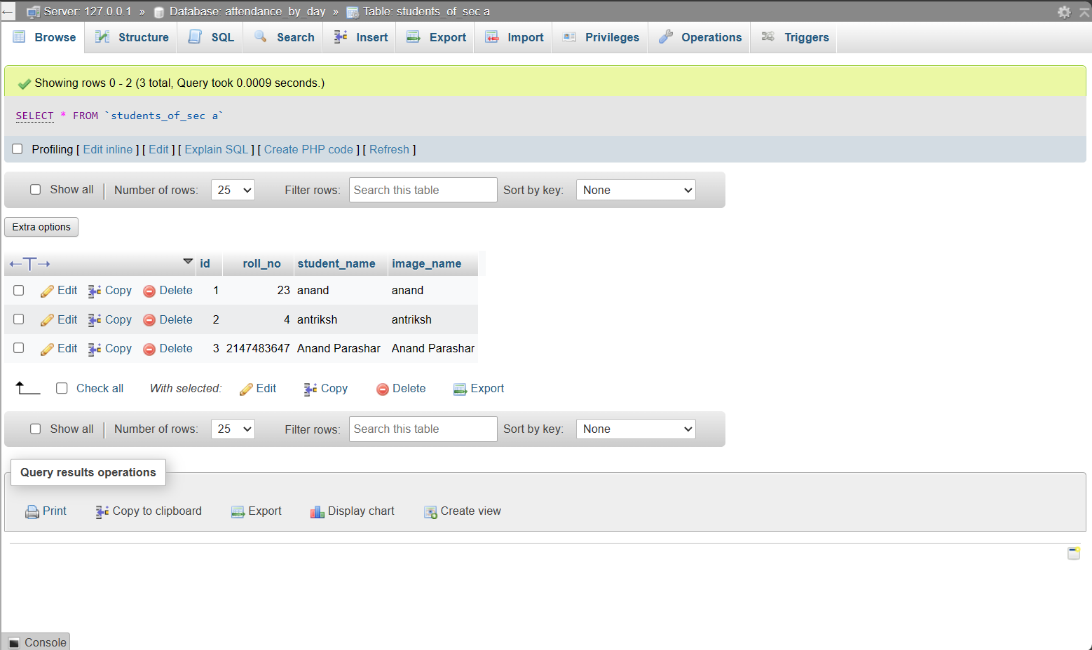 Server: 127.0.0.1 » Database: attendance_by_day » Table: students_of_sec a
Browse Structure SQL Search Insert Export Import Privileges Operations Triggers
Showing rows 0 - 2 (3 total, Query took 0.0009 seconds.)
SELECT * FROM `students_of_sec a`
Profiling [ Edit inline ] [ Edit ] [ Explain SQL ] [ Create PHP code ] [ Refresh ]
Show all Number of rows: 25 Filter rows: Search this table Sort by key: None
Extra options
←T→ id roll_no student_name image_name
Edit Copy Delete 1 23 anand anand
Edit Copy Delete 2 4 antriksh antriksh
Edit Copy Delete 3 2147483647 Anand Parashar Anand Parashar
Check all With selected: Edit Copy Delete Export
Show all Number of rows: 25 Filter rows: Search this table Sort by key: None
Query results operations
Print Copy to clipboard Export Display chart Create view
Console